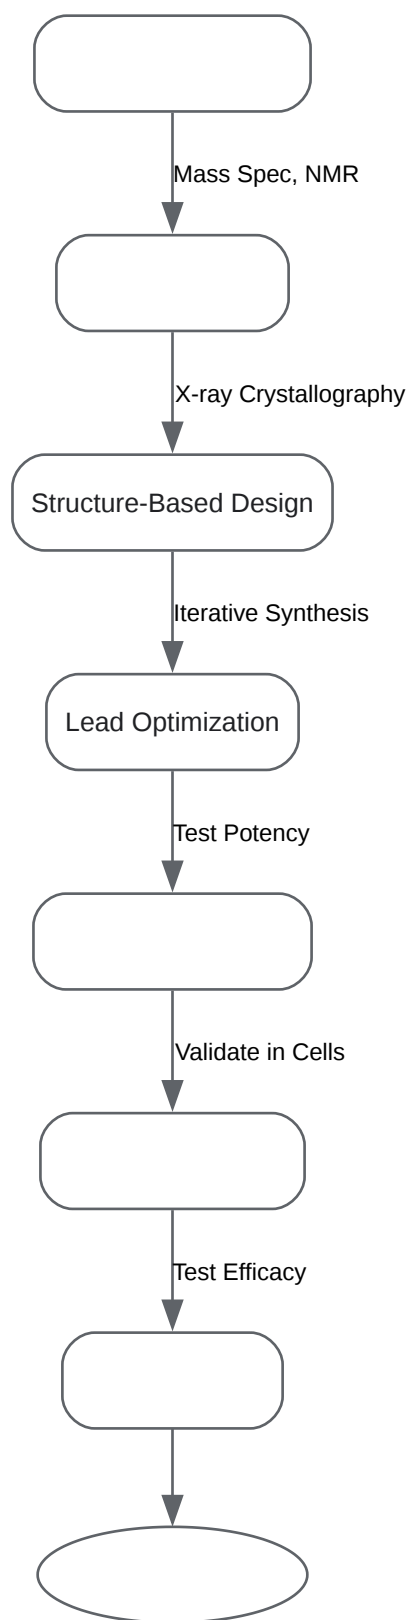 Mass Spec, NMR
X-ray Crystallography
Structure-Based Design
Iterative Synthesis
Lead Optimization
Test Potency
Validate in Cells
Test Efficacy